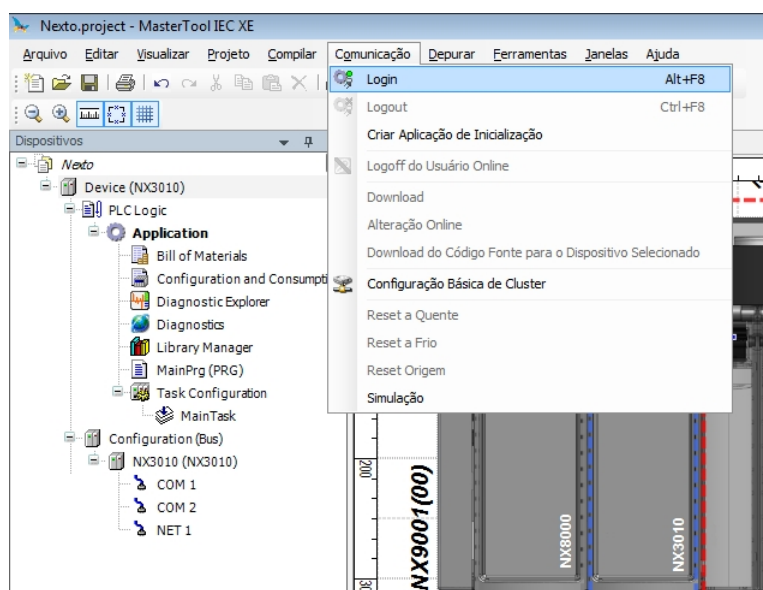 Nexto.project - MasterTool IEC XE
Arquivo Editar Visualizar Projeto Compilar Comunicação Depurar Ferramentas Janelas Ajuda
Login Alt+F8
Logout Ctrl+F8
Criar Aplicação de Inicialização
Logoff do Usuário Online
Download
Alteração Online
Download do Código Fonte para o Dispositivo Selecionado
Configuração Básica de Cluster
Reset a Quente
Reset a Frio
Reset Origem
Simulação
Dispositivos
Nexto
Device (NX3010)
PLC Logic
Application
Bill of Materials
Configuration and Consumpti
Diagnostic Explorer
Diagnostics
Library Manager
MainPrg (PRG)
Task Configuration
MainTask
Configuration (Bus)
NX3010 (NX3010)
COM 1
COM 2
NET 1
200
NX9001(00)
NX8000
NX3010